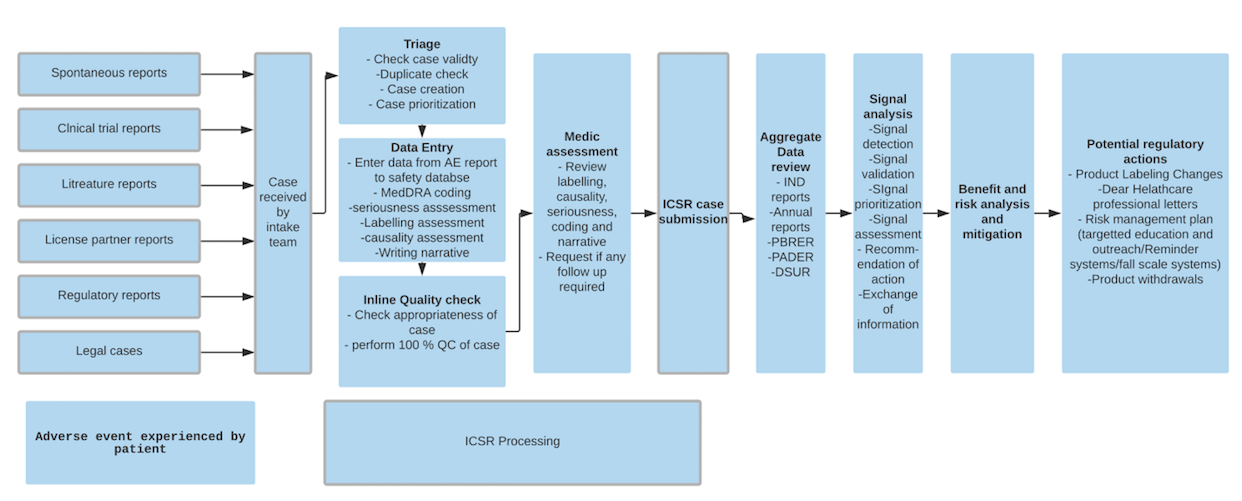 Spontaneous reports
Clnical trial reports
Litreature reports
License partner reports
Regulatory reports
Legal cases
Adverse event experienced by
patient
Case
received
by
intake
team
Triage
- Check case validty
-Duplicate check
- Case creation
- Case prioritization
Data Entry
- Enter data from AE report
to safety databse
- MedDRA coding
-seriousness asssessment
-Labelling assessment
-causality assessment
-Writing narrative
Inline Quality check
- Check appropriateness of
case
- perform 100 % QC of case
ICSR Processing
Medic
assessment
- Review
labelling,
causality,
seriousness,
coding and
narrative
- Request if any
follow up
required
ICSR case
submission
Aggregate
Data
review
- IND
reports
- Annual
reports
- PBRER
- PADER
- DSUR
Signal
analysis
-Signal
detection
-Signal
validation
-SIgnal
prioritization
-Signal
assessment
- Recomm-
endation of
action
-Exchange
of
information
Benefit and
risk analysis
and
mitigation
Potential regulatory
actions
- Product Labeling Changes
-Dear Helathcare
professional letters
- Risk management plan
(targetted education and
outreach/Reminder
systems/fall scale systems)
-Product withdrawals